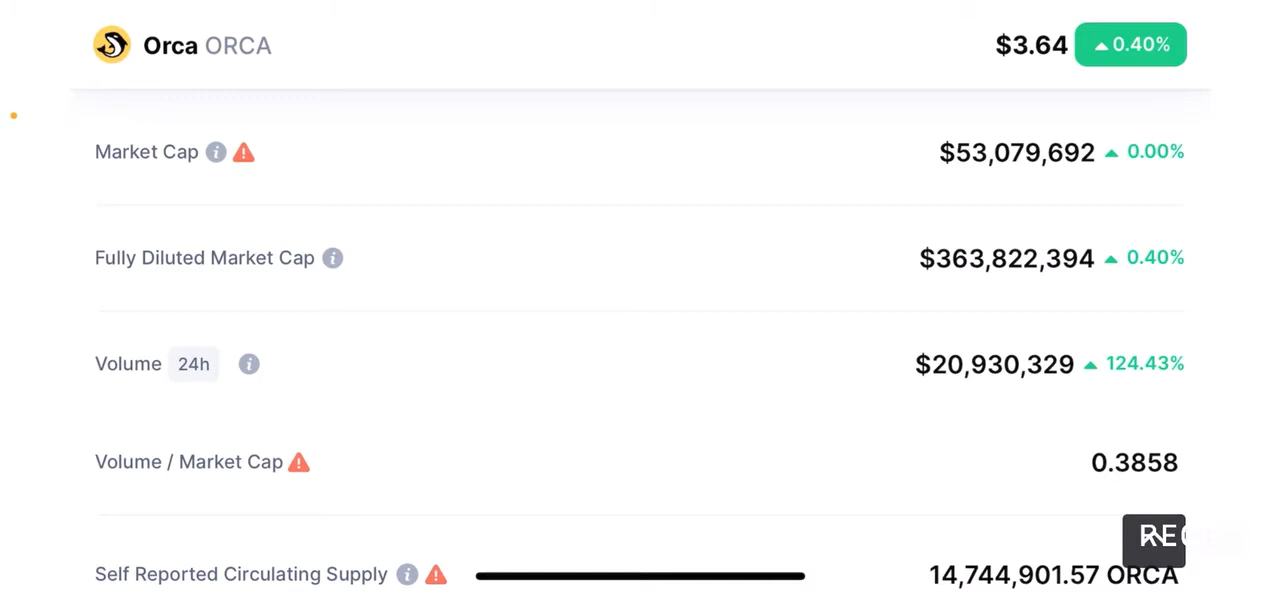 Orca ORCA $3.64 0.40%
Market Cap $53,079,692 0.00%
Fully Diluted Market Cap $363,822,394 0.40%
Volume 24h $20,930,329 124.43%
Volume / Market Cap 0.3858
Self Reported Circulating Supply 14,744,901.57 ORCA